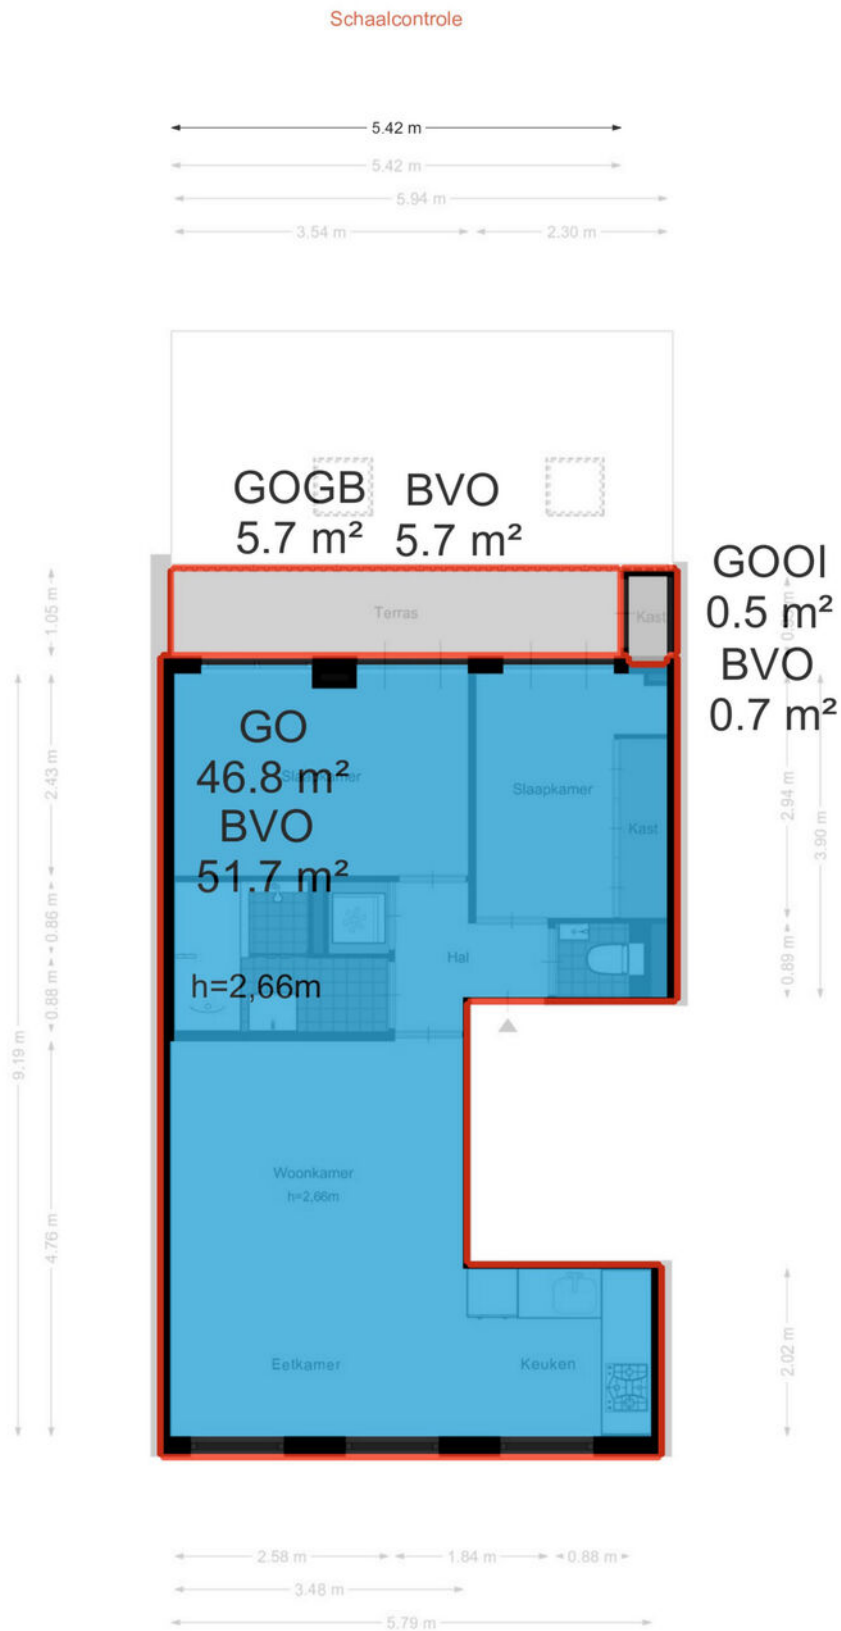 Schaalcontrole
5.42 m
5.42 m
5.94 m
3.54 m
2.30 m
GOGB
5.7 m²
BVO
5.7 m²
GOOI
0.5 m²
BVO
0.7 m²
1.05 m
Terras
Kast
GO
46.8 m²
BVO
51.7 m²
Slaapkamer
Slaapkamer
Kast
2.43 m
2.94 m
3.90 m
0.86 m
0.88 m
0.89 m
Hal
h=2,66m
9.19 m
Woonkamer
h=2,66m
4.76 m
Eetkamer
Keuken
2.02 m
2.58 m
1.84 m
0.88 m
3.48 m
5.79 m